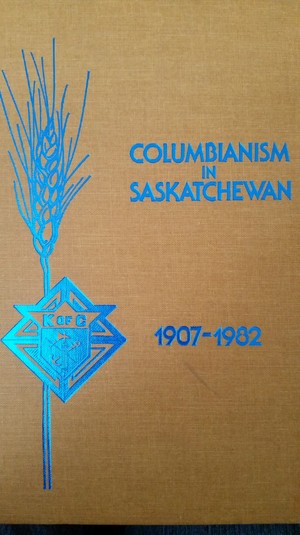 COLUMBIANISM
IN
SASKATCHEWAN
K OF C
1907-1982